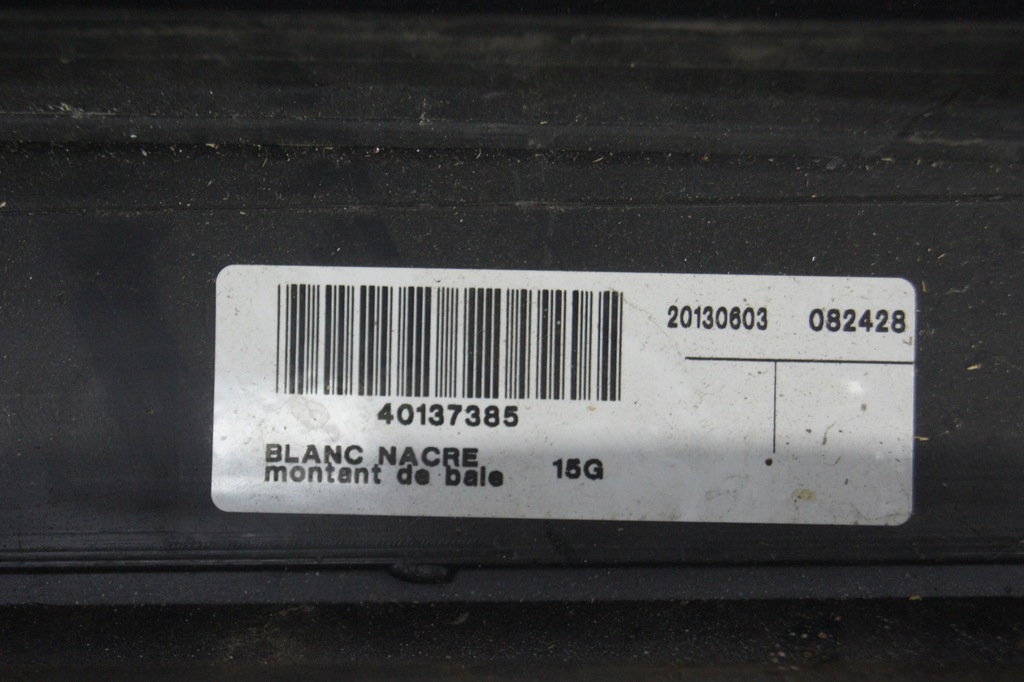 20130603 082428
40137385
BLANC NACRE
montant de baie 15G